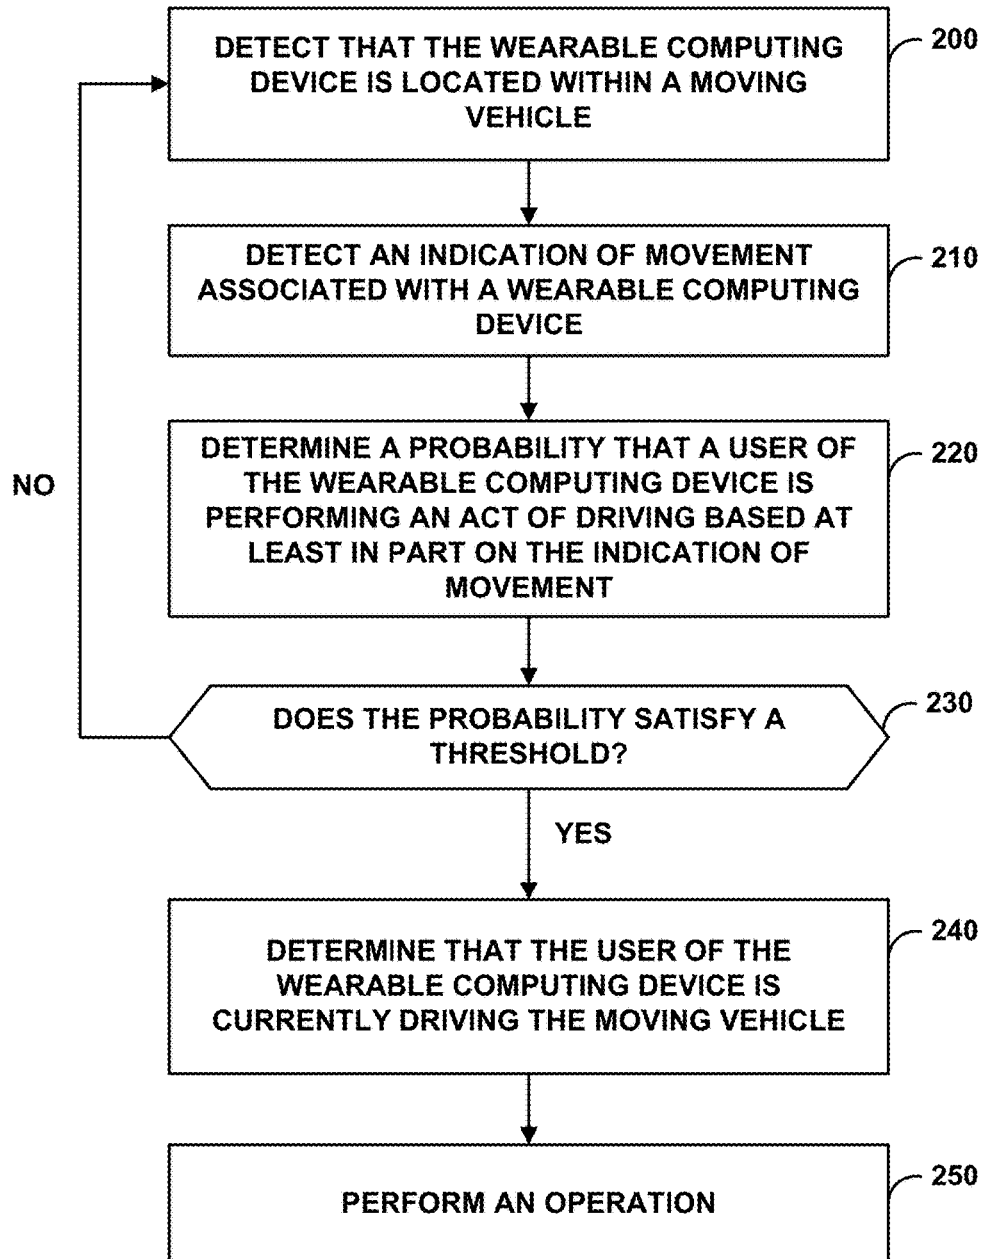 DETECT THAT THE WEARABLE COMPUTING
DEVICE IS LOCATED WITHIN A MOVING
VEHICLE
200
DETECT AN INDICATION OF MOVEMENT
ASSOCIATED WITH A WEARABLE COMPUTING
DEVICE
210
DETERMINE A PROBABILITY THAT A USER OF
THE WEARABLE COMPUTING DEVICE IS
PERFORMING AN ACT OF DRIVING BASED AT
LEAST IN PART ON THE INDICATION OF
MOVEMENT
220
NO
DOES THE PROBABILITY SATISFY A
THRESHOLD?
230
YES
DETERMINE THAT THE USER OF THE
WEARABLE COMPUTING DEVICE IS
CURRENTLY DRIVING THE MOVING VEHICLE
240
PERFORM AN OPERATION
250